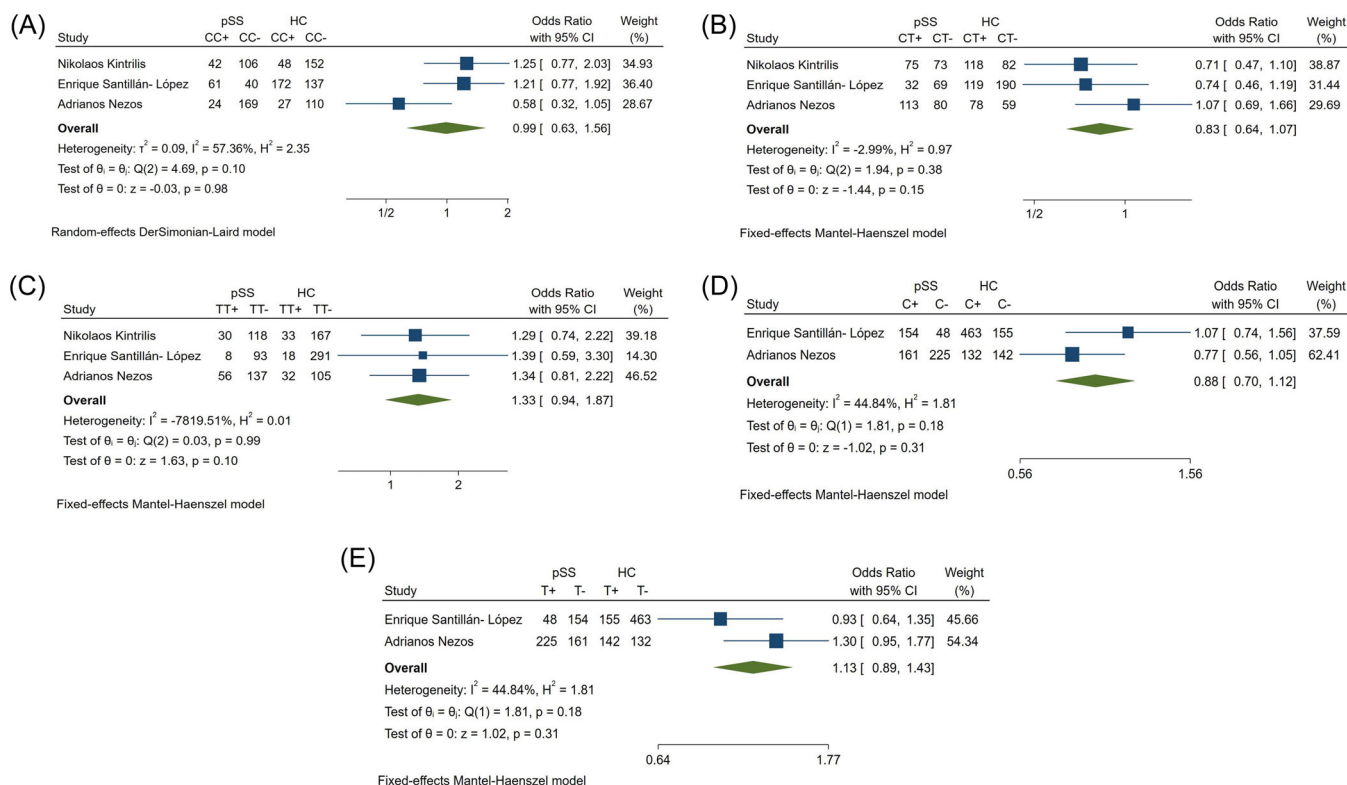 (A)
pSS HC Odds Ratio Weight
Study CC+ CC- CC+ CC- with 95% CI (%)
Nikolaos Kintrilis 42 106 48 152 1.25 [ 0.77, 2.03] 34.93
Enrique Santillán- López 61 40 172 137 1.21 [ 0.77, 1.92] 36.40
Adrianos Nezos 24 169 27 110 0.58 [ 0.32, 1.05] 28.67
Overall 0.99 [ 0.63, 1.56]
Heterogeneity: τ² = 0.09, I² = 57.36%, H² = 2.35
Test of θᵢ = θⱼ: Q(2) = 4.69, p = 0.10
Test of θ = 0: z = -0.03, p = 0.98
1/2 1 2
Random-effects DerSimonian-Laird model
(B)
pSS HC Odds Ratio Weight
Study CT+ CT- CT+ CT- with 95% CI (%)
Nikolaos Kintrilis 75 73 118 82 0.71 [ 0.47, 1.10] 38.87
Enrique Santillán- López 32 69 119 190 0.74 [ 0.46, 1.19] 31.44
Adrianos Nezos 113 80 78 59 1.07 [ 0.69, 1.66] 29.69
Overall 0.83 [ 0.64, 1.07]
Heterogeneity: I² = -2.99%, H² = 0.97
Test of θᵢ = θⱼ: Q(2) = 1.94, p = 0.38
Test of θ = 0: z = -1.44, p = 0.15
1/2 1
Fixed-effects Mantel-Haenszel model
(C)
pSS HC Odds Ratio Weight
Study TT+ TT- TT+ TT- with 95% CI (%)
Nikolaos Kintrilis 30 118 33 167 1.29 [ 0.74, 2.22] 39.18
Enrique Santillán- López 8 93 18 291 1.39 [ 0.59, 3.30] 14.30
Adrianos Nezos 56 137 32 105 1.34 [ 0.81, 2.22] 46.52
Overall 1.33 [ 0.94, 1.87]
Heterogeneity: I² = -7819.51%, H² = 0.01
Test of θᵢ = θⱼ: Q(2) = 0.03, p = 0.99
Test of θ = 0: z = 1.63, p = 0.10
1 2
Fixed-effects Mantel-Haenszel model
(D)
pSS HC Odds Ratio Weight
Study C+ C- C+ C- with 95% CI (%)
Enrique Santillán- López 154 48 463 155 1.07 [ 0.74, 1.56] 37.59
Adrianos Nezos 161 225 132 142 0.77 [ 0.56, 1.05] 62.41
Overall 0.88 [ 0.70, 1.12]
Heterogeneity: I² = 44.84%, H² = 1.81
Test of θᵢ = θⱼ: Q(1) = 1.81, p = 0.18
Test of θ = 0: z = -1.02, p = 0.31
0.56 1.56
Fixed-effects Mantel-Haenszel model
(E)
pSS HC Odds Ratio Weight
Study T+ T- T+ T- with 95% CI (%)
Enrique Santillán- López 48 154 155 463 0.93 [ 0.64, 1.35] 45.66
Adrianos Nezos 225 161 142 132 1.30 [ 0.95, 1.77] 54.34
Overall 1.13 [ 0.89, 1.43]
Heterogeneity: I² = 44.84%, H² = 1.81
Test of θᵢ = θⱼ: Q(1) = 1.81, p = 0.18
Test of θ = 0: z = 1.02, p = 0.31
0.64 1.77
Fixed-effects Mantel-Haenszel model